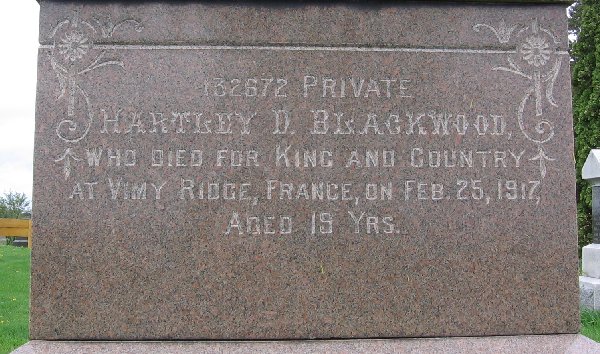 132672 PRIVATE
HARTLEY D. BLACKWOOD,
WHO DIED FOR KING AND COUNTRY
AT VIMY RIDGE, FRANCE, ON FEB. 25, 1917,
AGED 19 YRS.